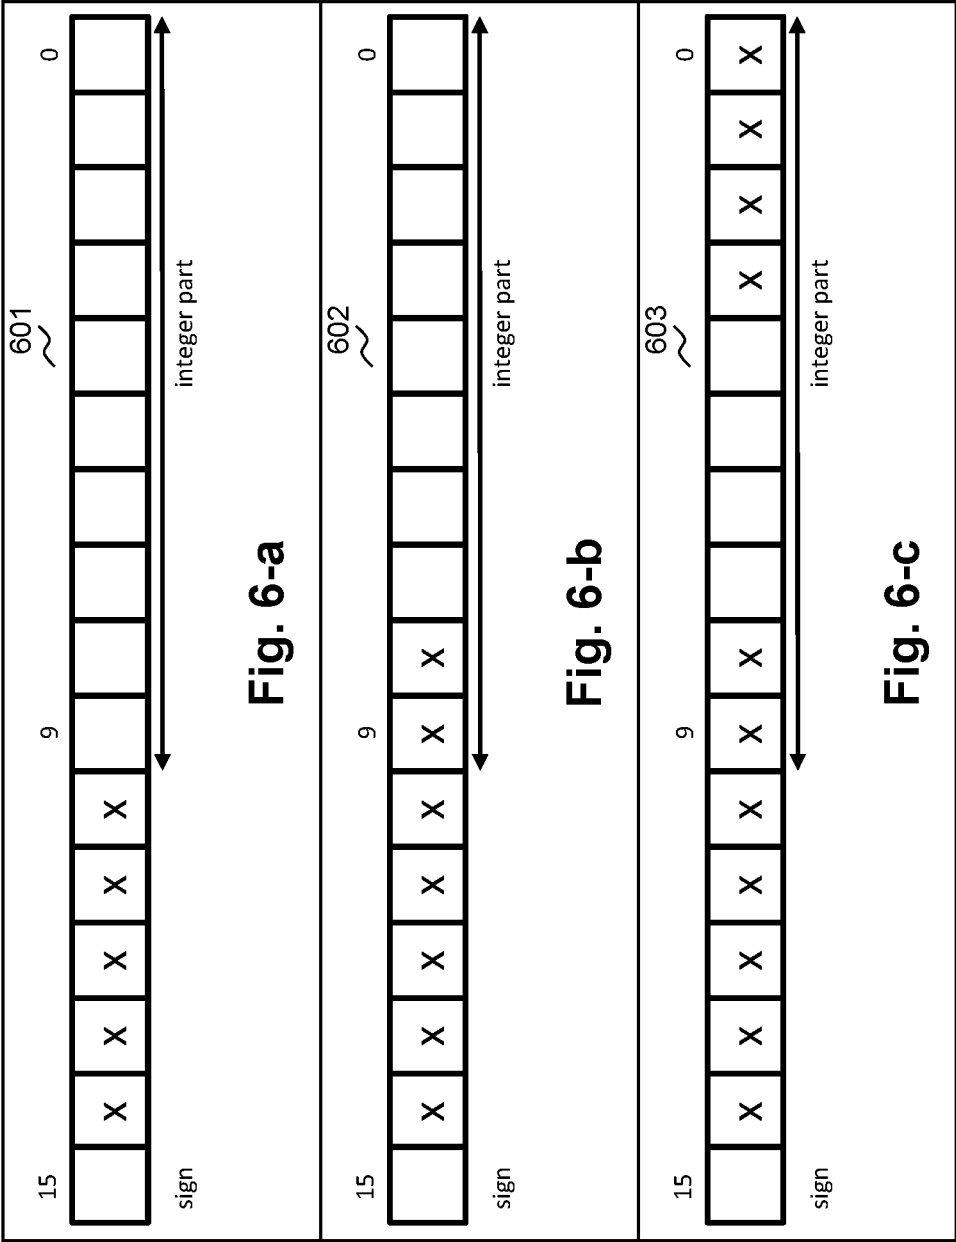 601
15 9 0
X X X X X
sign integer part
Fig. 6-a
602
15 9 0
X X X X X X X
sign integer part
Fig. 6-b
603
15 9 0
X X X X X X X X X X X
sign integer part
Fig. 6-c